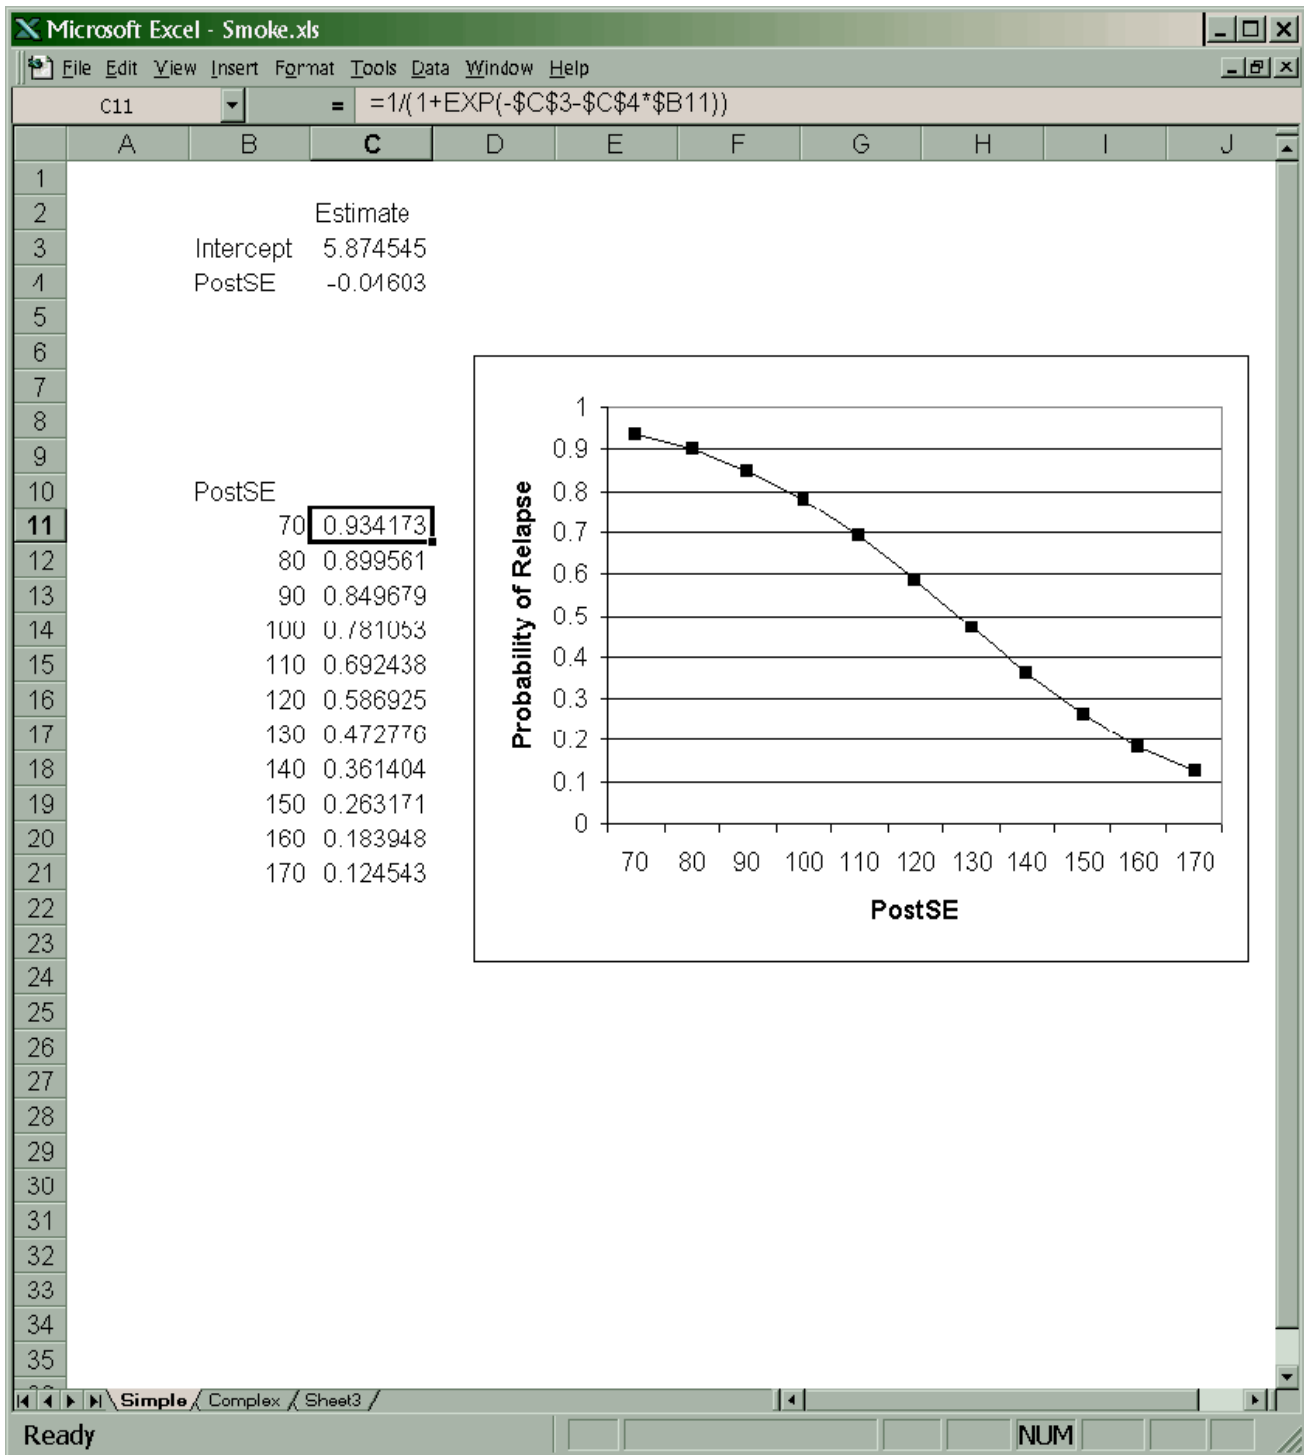 Microsoft Excel - Smoke.xls
File Edit View Insert Format Tools Data Window Help
C11 = =1/(1+EXP(-$C$3-$C$4*$B11))
A B C D E F G H I J
1
2 Estimate
3 Intercept 5.874545
4 PostSE -0.04603
5
6
7
8
9
10 PostSE
11 70 0.934173
12 80 0.899561
13 90 0.849679
14 100 0.781053
15 110 0.692438
16 120 0.586925
17 130 0.472776
18 140 0.361404
19 150 0.263171
20 160 0.183948
21 170 0.124543
22
23
24
25
26
27
28
29
30
31
32
33
34
35
Probability of Relapse
1
0.9
0.8
0.7
0.6
0.5
0.4
0.3
0.2
0.1
0
70 80 90 100 110 120 130 140 150 160 170
PostSE
Simple Complex Sheet3
Ready NUM